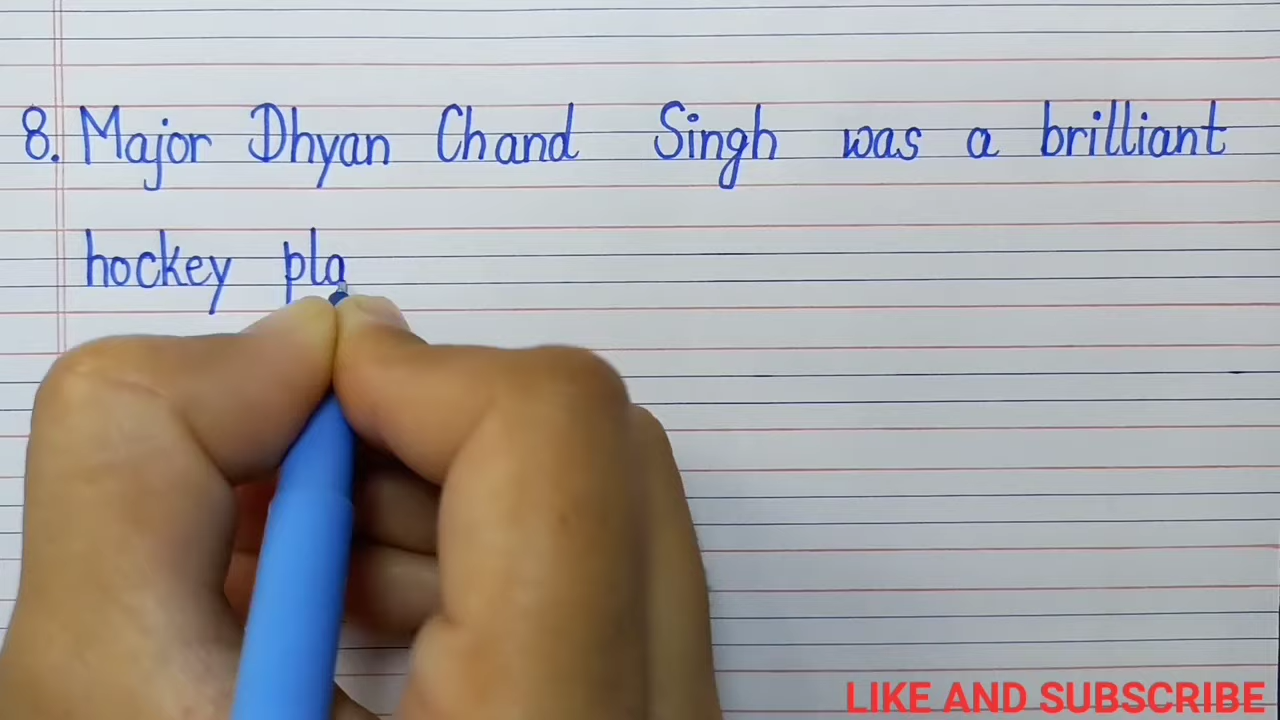 8. Major Dhyan Chand Singh was a brilliant
hockey pla
LIKE AND SUBSCRIBE